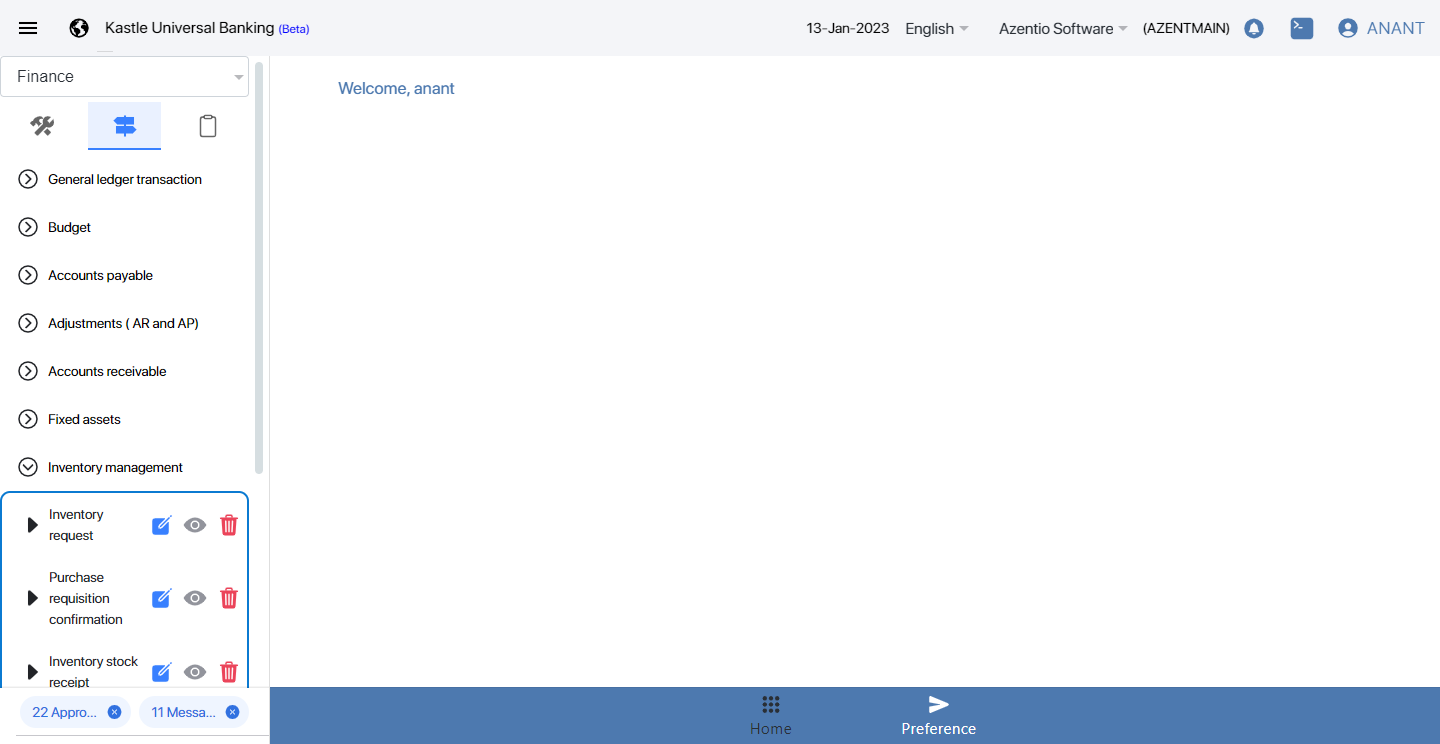 Kastle Universal Banking (Beta)
13-Jan-2023
English
Azentio Software
(AZENTMAIN)
ANANT
Finance
Welcome, anant
General ledger transaction
Budget
Accounts payable
Adjustments ( AR and AP)
Accounts receivable
Fixed assets
Inventory management
Inventory
request
Purchase
requisition
confirmation
Inventory stock
receipt
22 Appro...
11 Messa...
Home
Preference